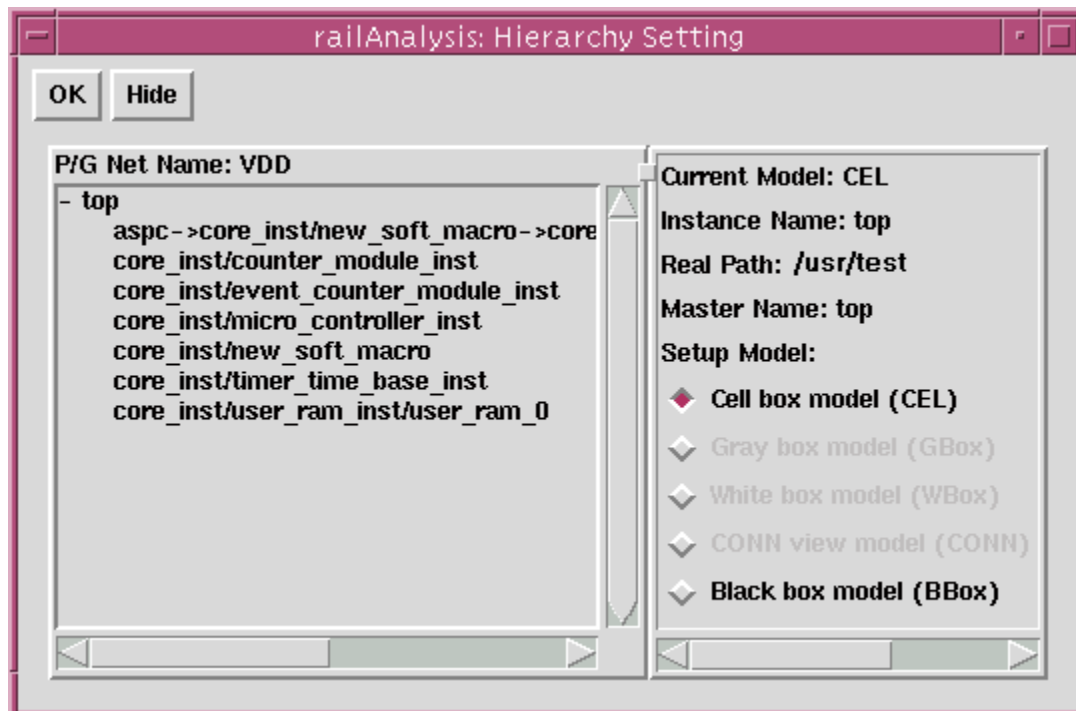 railAnalysis: Hierarchy Setting
OK Hide
P/G Net Name: VDD
- top
aspc->core_inst/new_soft_macro->core
core_inst/counter_module_inst
core_inst/event_counter_module_inst
core_inst/micro_controller_inst
core_inst/new_soft_macro
core_inst/timer_time_base_inst
core_inst/user_ram_inst/user_ram_0
Current Model: CEL
Instance Name: top
Real Path: /usr/test
Master Name: top
Setup Model:
Cell box model (CEL)
Gray box model (GBox)
White box model (WBox)
CONN view model (CONN)
Black box model (BBox)